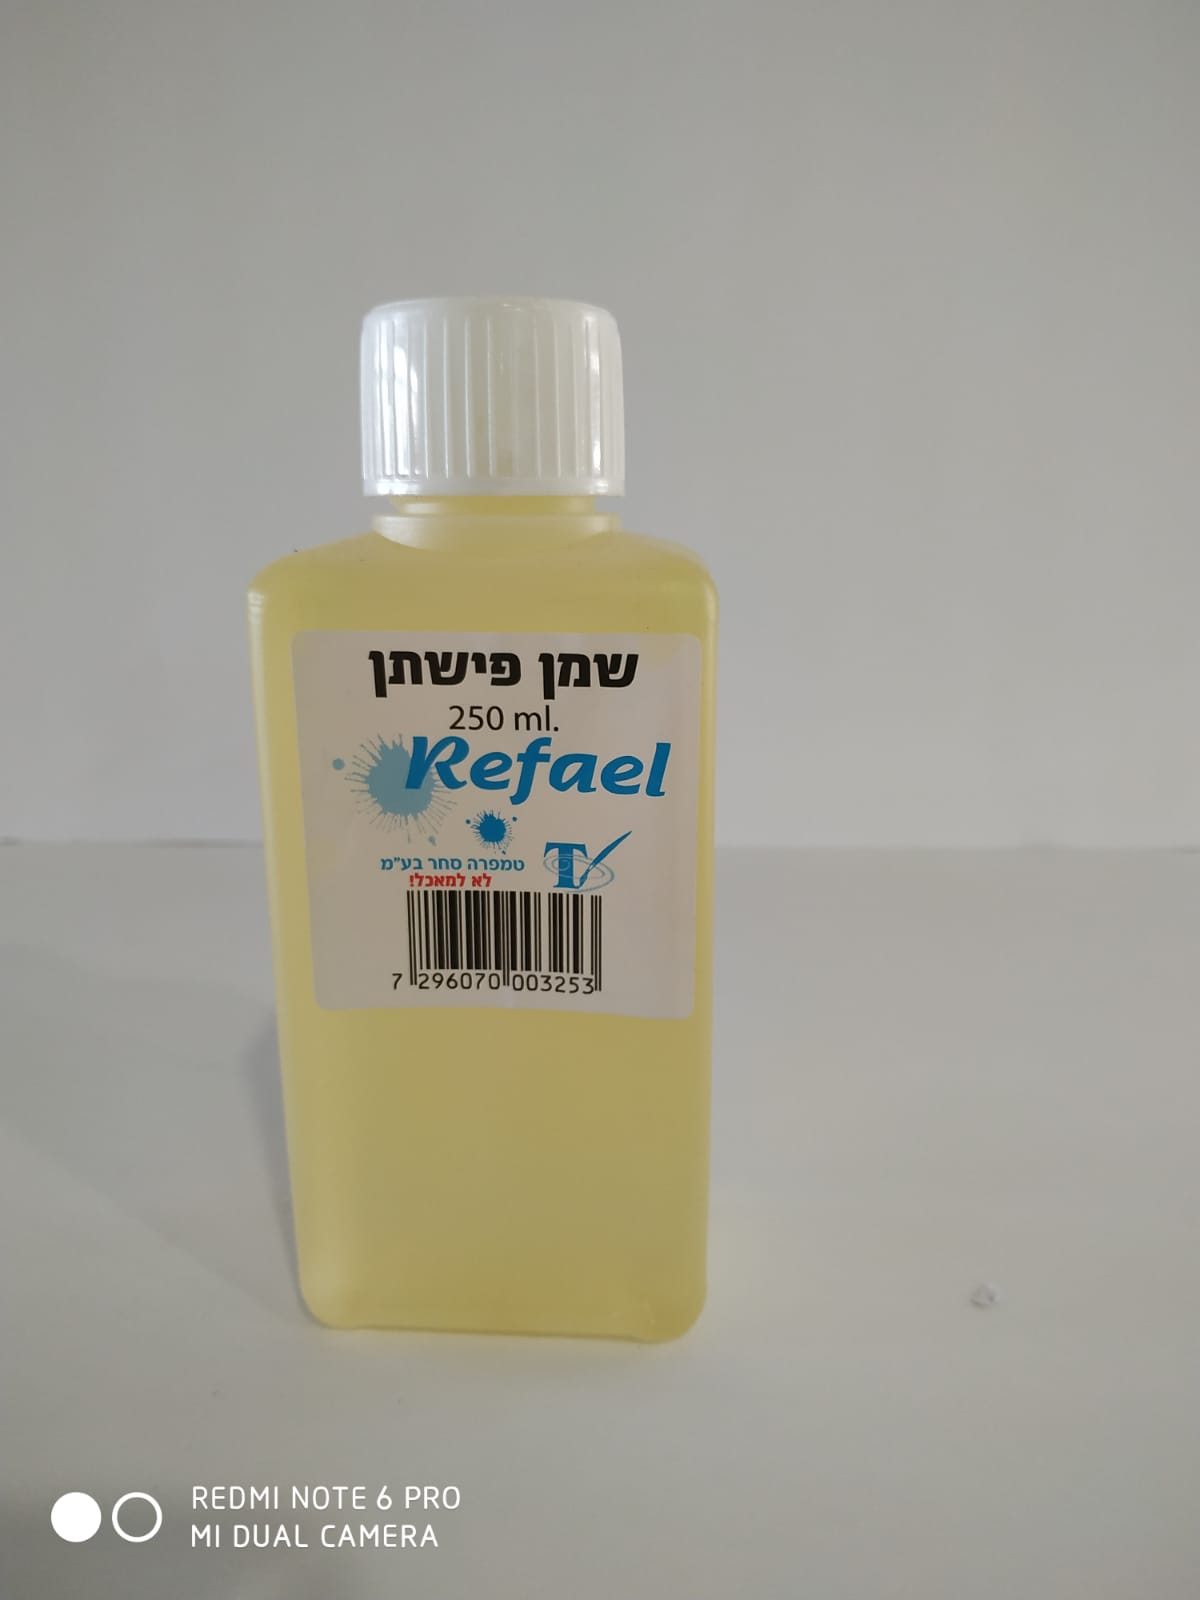 שמן פישתן
250 ml.
Refael
טמפרה סחר בע"מ
לא למאכל!
7 296070 003253
REDMI NOTE 6 PRO
MI DUAL CAMERA